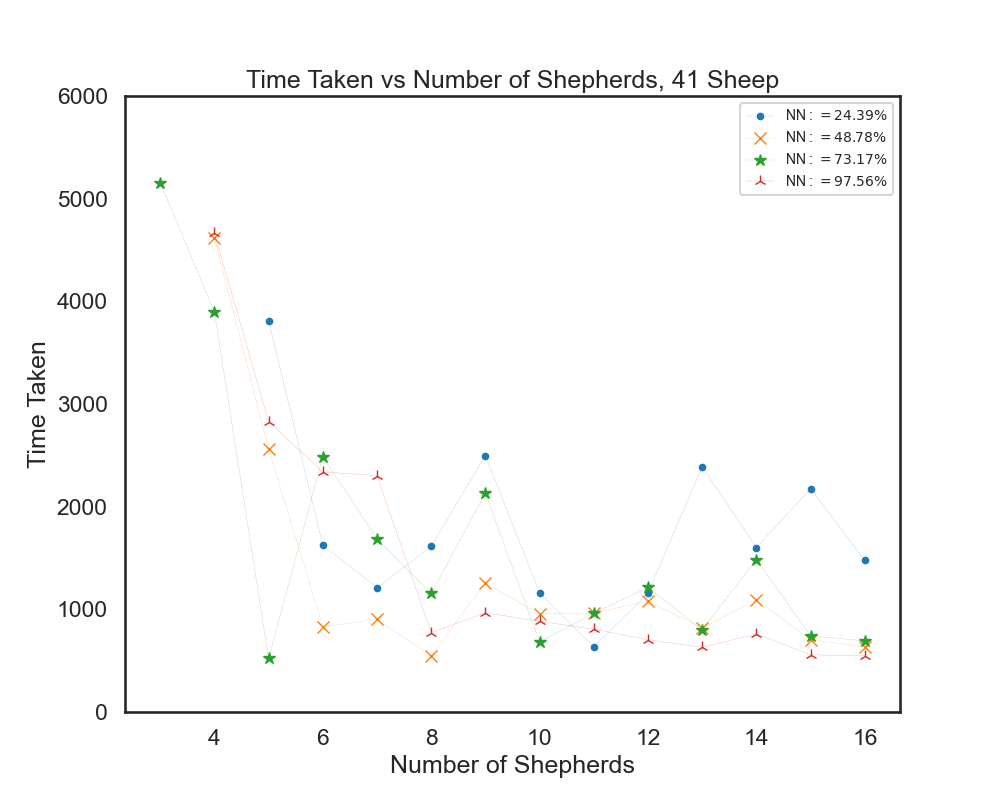 Time Taken vs Number of Shepherds, 41 Sheep
6000
5000
4000
3000
2000
1000
0
Time Taken
NN: =24.39%
NN: =48.78%
NN: =73.17%
NN: =97.56%
4 6 8 10 12 14 16
Number of Shepherds